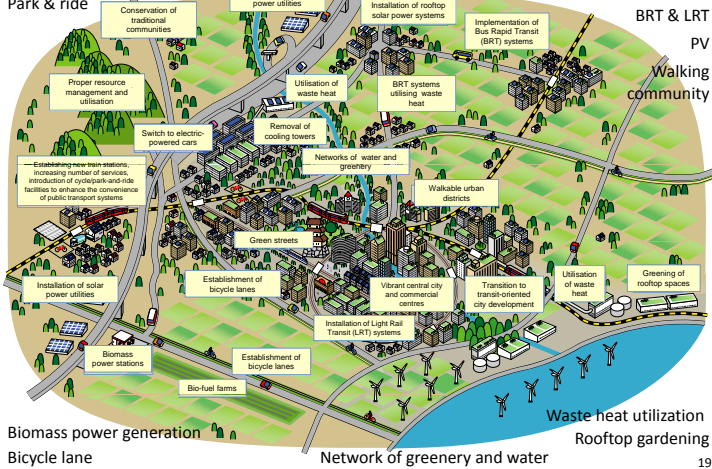 Park & ride
Conservation of
traditional
communities
power utilities
Installation of rooftop
solar power systems
Implementation of
Bus Rapid Transit
(BRT) systems
BRT & LRT
PV
Walking
community
Proper resource
management and
utilisation
Utilisation of
waste heat
BRT systems
utilising waste
heat
Switch to electric-
powered cars
Removal of
cooling towers
Establishing new train stations,
increasing number of services,
introduction of cycle/park-and-ride
facilities to enhance the convenience
of public transport systems
Networks of water and
greenery
Walkable urban
districts
Green streets
Installation of solar
power utilities
Establishment of
bicycle lanes
Vibrant central city
and commercial
centres
Transition to
transit-oriented
city development
Utilisation
of waste
heat
Greening of
rooftop spaces
Installation of Light Rail
Transit (LRT) systems
Biomass
power stations
Establishment of
bicycle lanes
Bio-fuel farms
Waste heat utilization
Rooftop gardening
Biomass power generation
Bicycle lane
Network of greenery and water
19